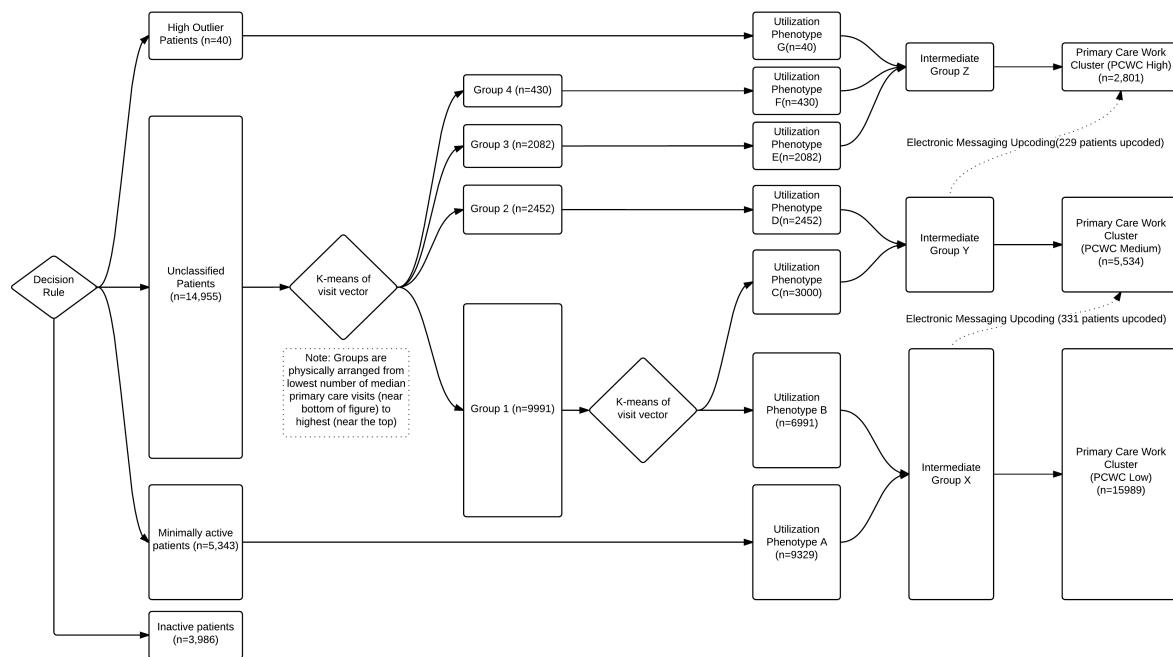 High Outlier
Patients (n=40)
Utilization
Phenotype
G(n=40)
Intermediate
Group Z
Primary Care Work
Cluster (PCWC High)
(n=2,801)
Group 4 (n=430)
Utilization
Phenotype
F(n=430)
Group 3 (n=2082)
Utilization
Phenotype
E(n=2082)
Electronic Messaging Upcoding(229 patients upcoded)
Group 2 (n=2452)
Utilization
Phenotype
D(n=2452)
Intermediate
Group Y
Primary Care Work
Cluster
(PCWC Medium)
(n=5,534)
Decision
Rule
Unclassified
Patients
(n=14,955)
K-means of
visit vector
Utilization
Phenotype
C(n=3000)
Electronic Messaging Upcoding (331 patients upcoded)
Note: Groups are
physically arranged from
lowest number of median
primary care visits (near
bottom of figure) to
highest (near the top)
Group 1 (n=9991)
K-means of
visit vector
Utilization
Phenotype B
(n=6991)
Intermediate
Group X
Primary Care Work
Cluster
(PCWC Low)
(n=15989)
Minimally active
patients (n=5,343)
Utilization
Phenotype A
(n=9329)
Inactive patients
(n=3,986)